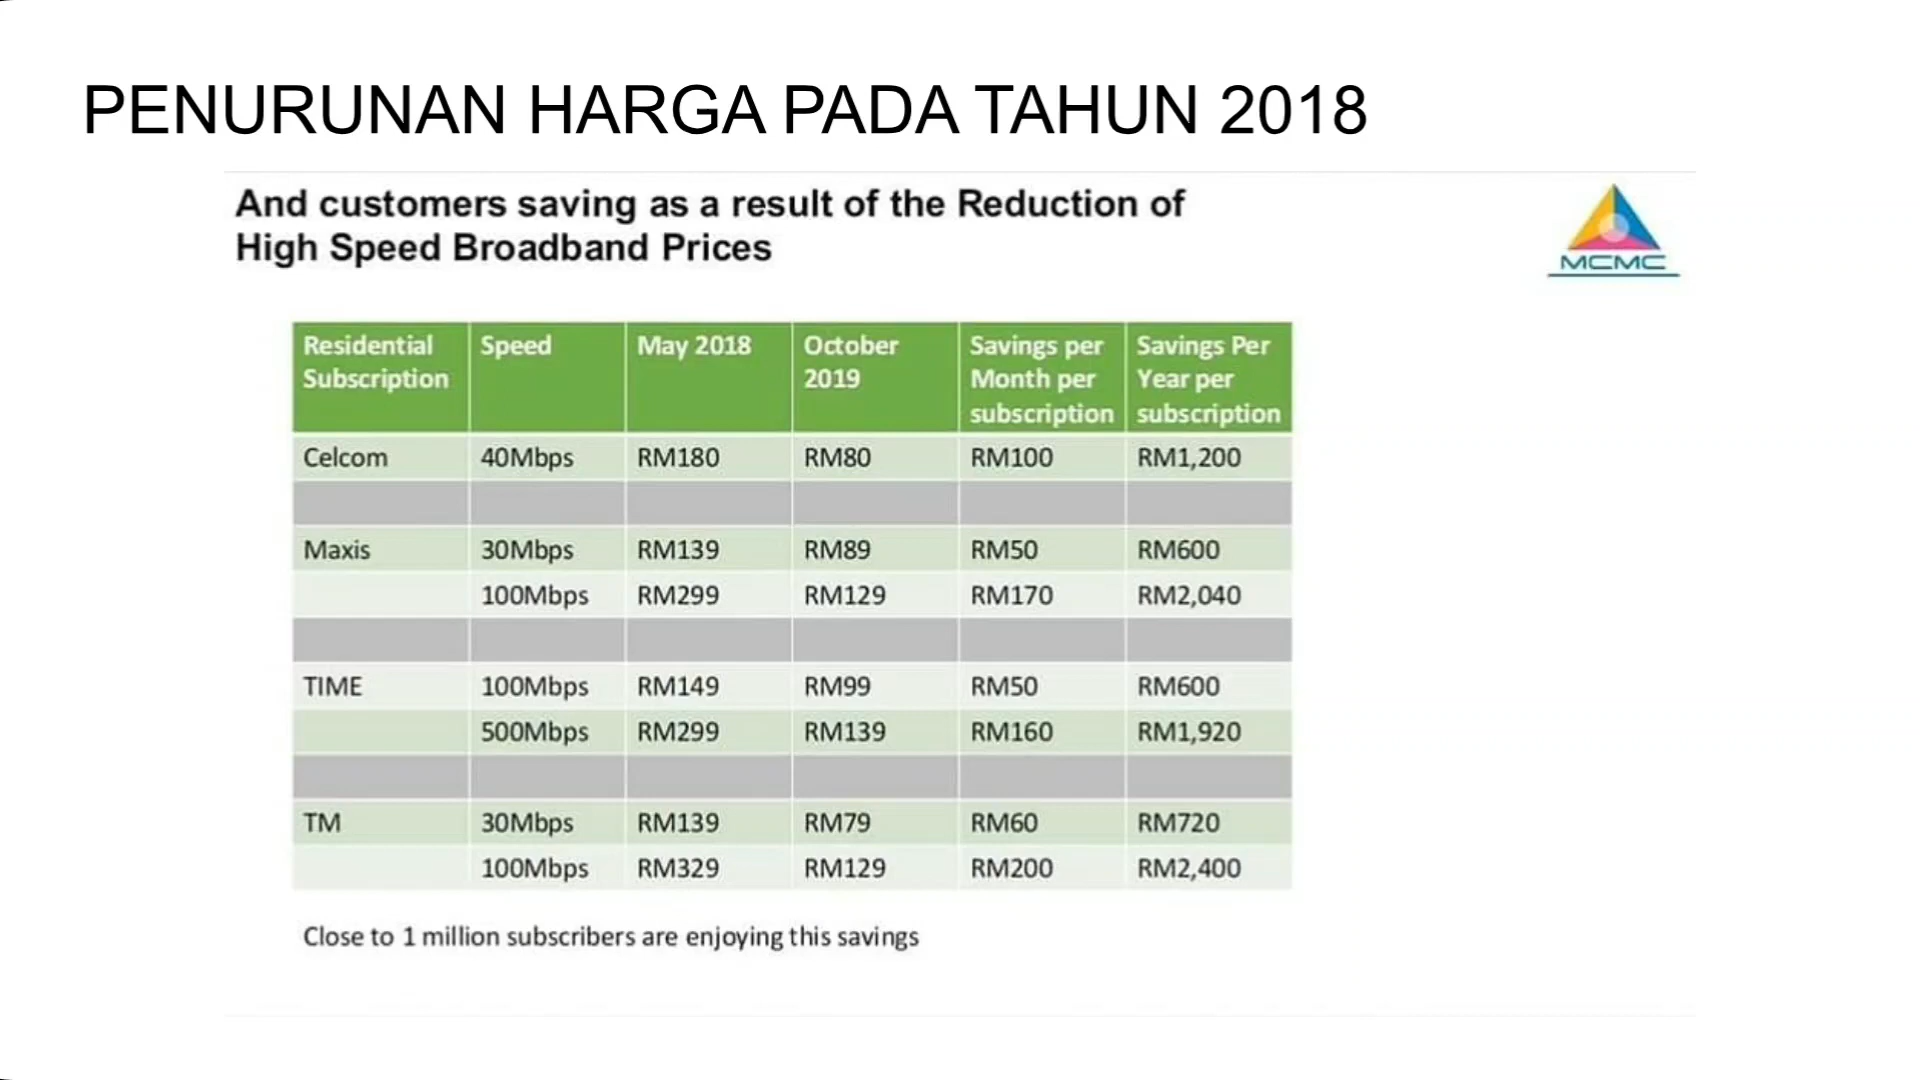 PENURUNAN HARGA PADA TAHUN 2018
And customers saving as a result of the Reduction of
High Speed Broadband Prices
MCMC
Residential Subscription Speed May 2018 October 2019 Savings per Month per subscription Savings Per Year per subscription
Celcom 40Mbps RM180 RM80 RM100 RM1,200
Maxis 30Mbps RM139 RM89 RM50 RM600
100Mbps RM299 RM129 RM170 RM2,040
TIME 100Mbps RM149 RM99 RM50 RM600
500Mbps RM299 RM139 RM160 RM1,920
TM 30Mbps RM139 RM79 RM60 RM720
100Mbps RM329 RM129 RM200 RM2,400
Close to 1 million subscribers are enjoying this savings